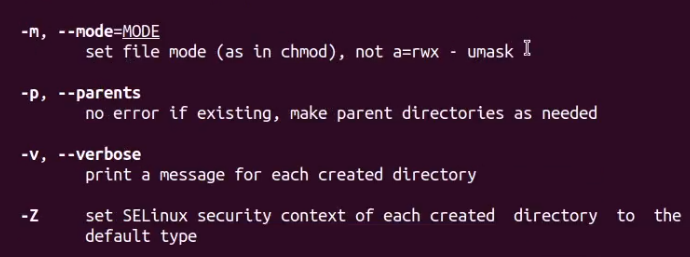 -m, --mode=MODE
set file mode (as in chmod), not a=rwx - umask
-p, --parents
no error if existing, make parent directories as needed
-v, --verbose
print a message for each created directory
-Z set SELinux security context of each created directory to the
default type